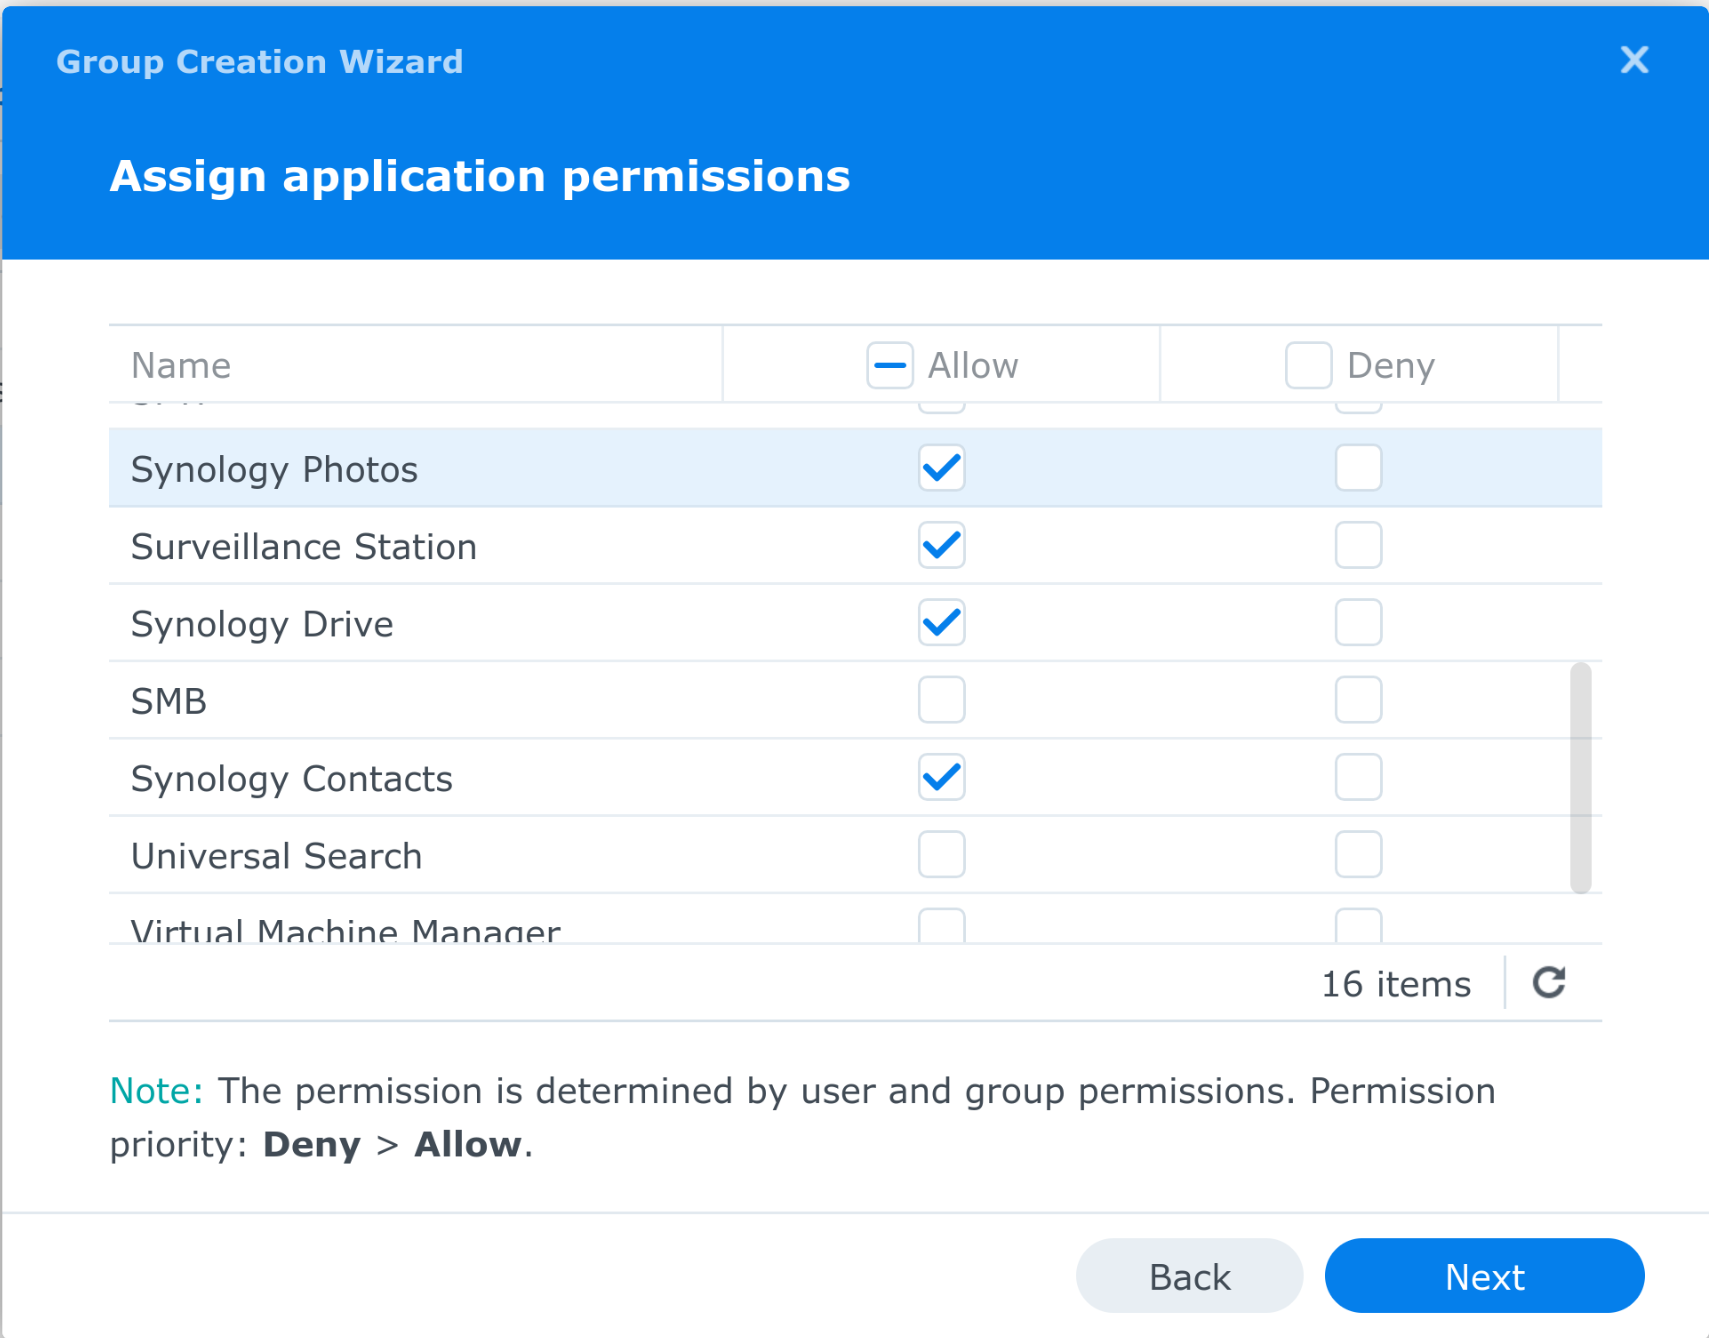 Group Creation Wizard
Assign application permissions
Name Allow Deny
Synology Photos
Surveillance Station
Synology Drive
SMB
Synology Contacts
Universal Search
Virtual Machine Manager
16 items
Note: The permission is determined by user and group permissions. Permission
priority: Deny > Allow.
Back Next